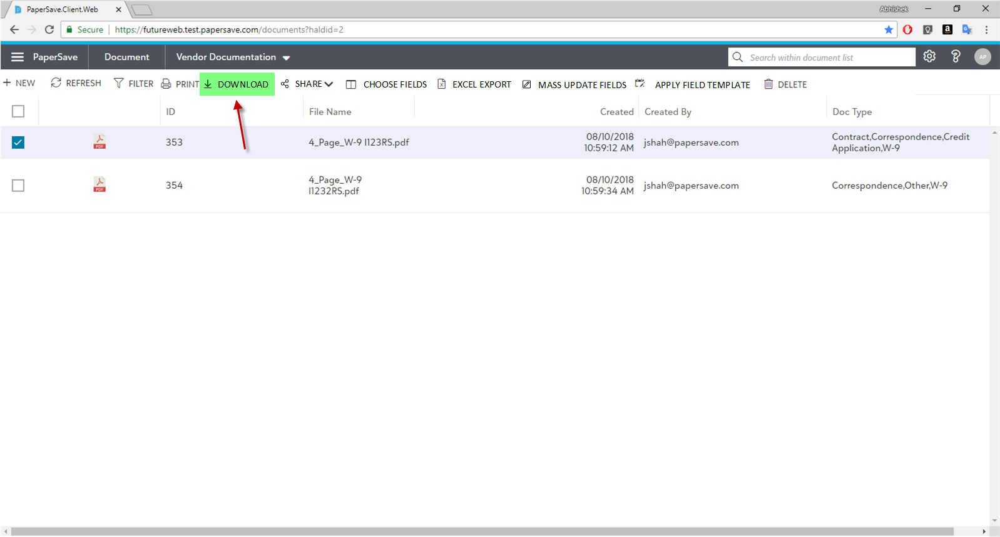 PaperSave.Client.Web
Abhishek
Secure https://futureweb.test.papersave.com/documents?haldid=2
PaperSave Document Vendor Documentation Search within document list AP
+ NEW REFRESH FILTER PRINT DOWNLOAD SHARE CHOOSE FIELDS EXCEL EXPORT MASS UPDATE FIELDS APPLY FIELD TEMPLATE DELETE
ID File Name Created Created By Doc Type
PDF 353 4_Page_W-9 I123RS.pdf 08/10/2018 jshah@papersave.com Contract,Correspondence,Credit
10:59:12 AM Application,W-9
PDF 354 4_Page_W-9 08/10/2018 jshah@papersave.com Correspondence,Other,W-9
I1232RS.pdf 10:59:34 AM